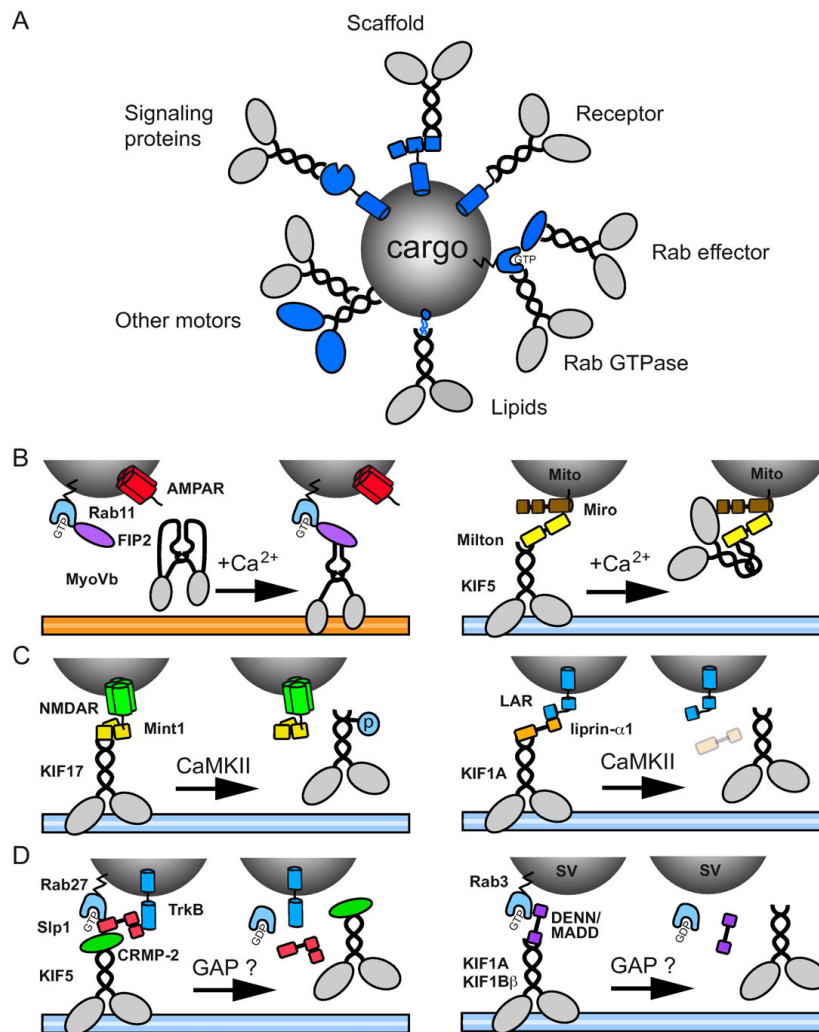 A
Scaffold
Signaling
proteins
Receptor
cargo
GTP
Rab effector
Other motors
Rab GTPase
Lipids
B
AMPAR
Rab11
GTP
FIP2
MyoVb
+Ca2+
GTP
Mito
Miro
Milton
KIF5
+Ca2+
Mito
C
NMDAR
Mint1
KIF17
CaMKII
p
LAR
liprin-α1
KIF1A
CaMKII
D
Rab27
GTP
TrkB
Slp1
CRMP-2
KIF5
GAP ?
GDP
SV
Rab3
GTP
DENN/
MADD
KIF1A
KIF1Bβ
GAP ?
SV
GDP